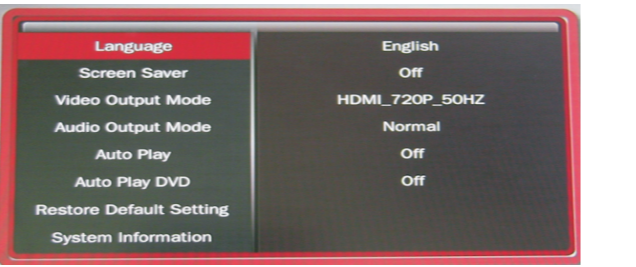 Language English
Screen Saver Off
Video Output Mode HDMI_720P_50HZ
Audio Output Mode Normal
Auto Play Off
Auto Play DVD Off
Restore Default Setting
System Information